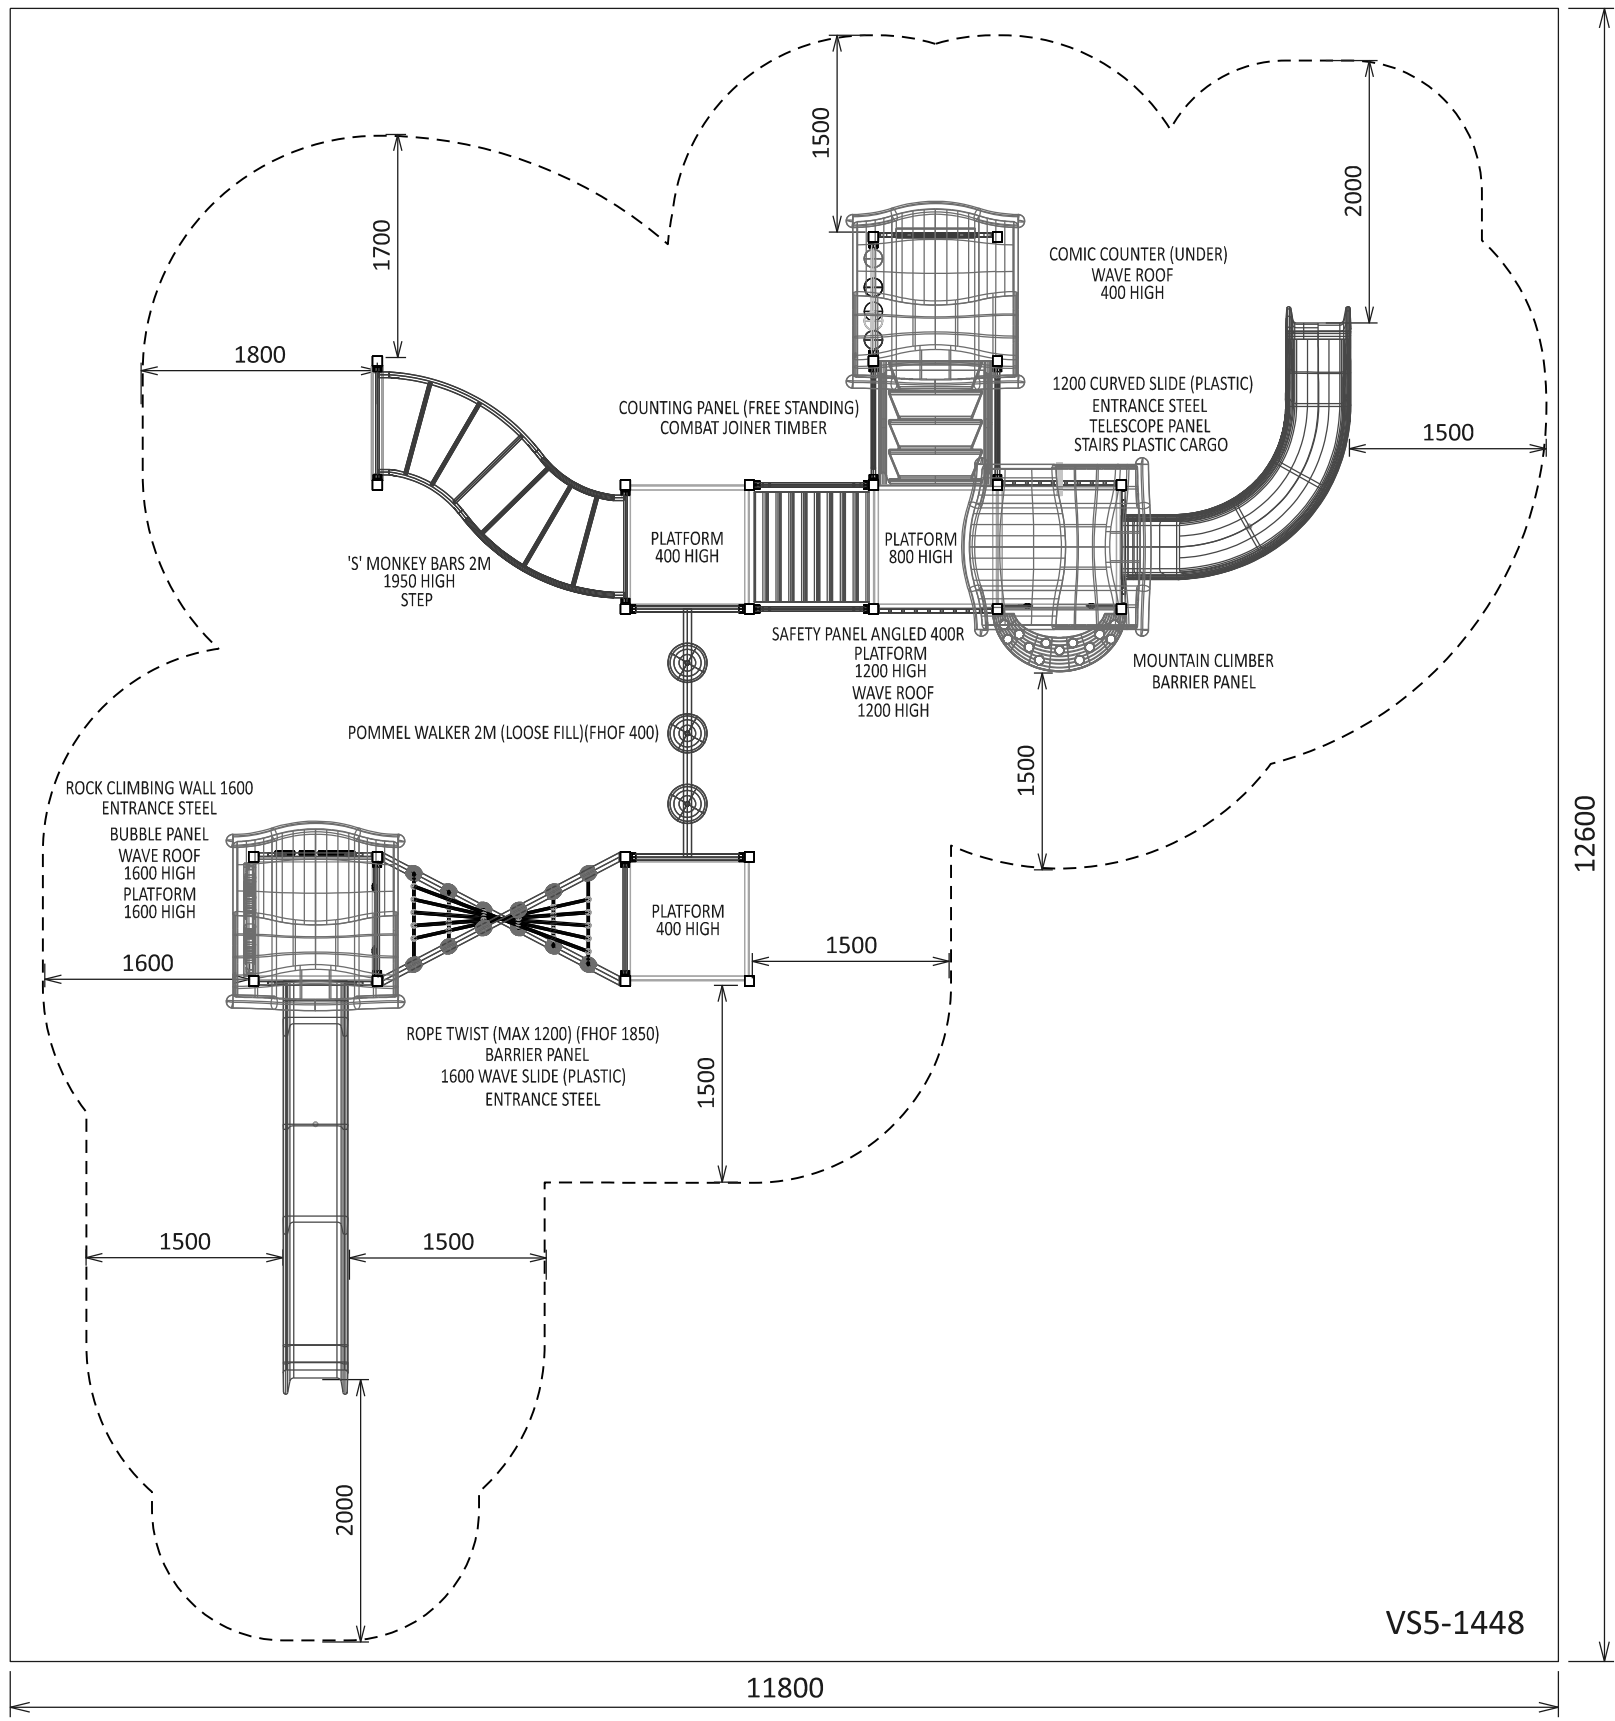 1500
2000
1700
COMIC COUNTER (UNDER)
WAVE ROOF
400 HIGH
1800
COUNTING PANEL (FREE STANDING)
COMBAT JOINER TIMBER
1200 CURVED SLIDE (PLASTIC)
ENTRANCE STEEL
TELESCOPE PANEL
STAIRS PLASTIC CARGO
1500
PLATFORM
400 HIGH
PLATFORM
800 HIGH
'S' MONKEY BARS 2M
1950 HIGH
STEP
SAFETY PANEL ANGLED 400R
PLATFORM
1200 HIGH
WAVE ROOF
1200 HIGH
MOUNTAIN CLIMBER
BARRIER PANEL
POMMEL WALKER 2M (LOOSE FILL)(FHOF 400)
1500
12600
ROCK CLIMBING WALL 1600
ENTRANCE STEEL
BUBBLE PANEL
WAVE ROOF
1600 HIGH
PLATFORM
1600 HIGH
PLATFORM
400 HIGH
1500
1600
ROPE TWIST (MAX 1200) (FHOF 1850)
BARRIER PANEL
1600 WAVE SLIDE (PLASTIC)
ENTRANCE STEEL
1500
1500
1500
2000
VS5-1448
11800